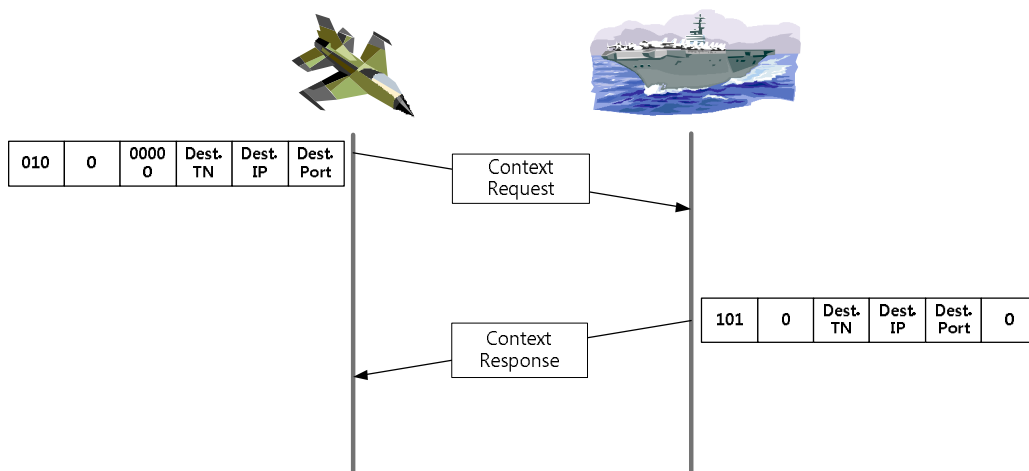 010 0 0000 Dest. Dest. Dest.
0 TN IP Port
Context
Request
101 0 Dest. Dest. Dest. 0
TN IP Port
Context
Response